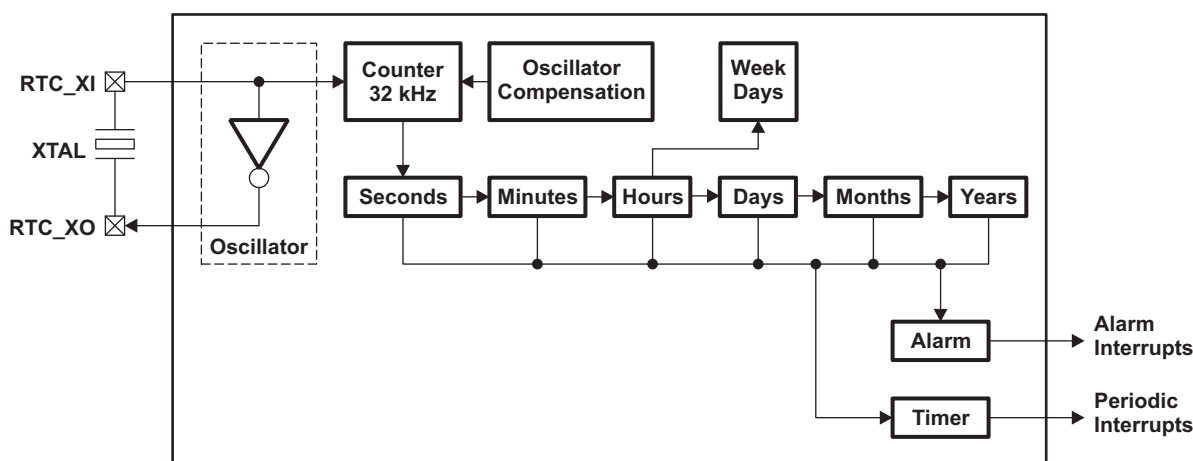 RTC_XI
XTAL
RTC_XO
Oscillator
Counter
32 kHz
Oscillator
Compensation
Week
Days
Seconds
Minutes
Hours
Days
Months
Years
Alarm
Alarm
Interrupts
Timer
Periodic
Interrupts